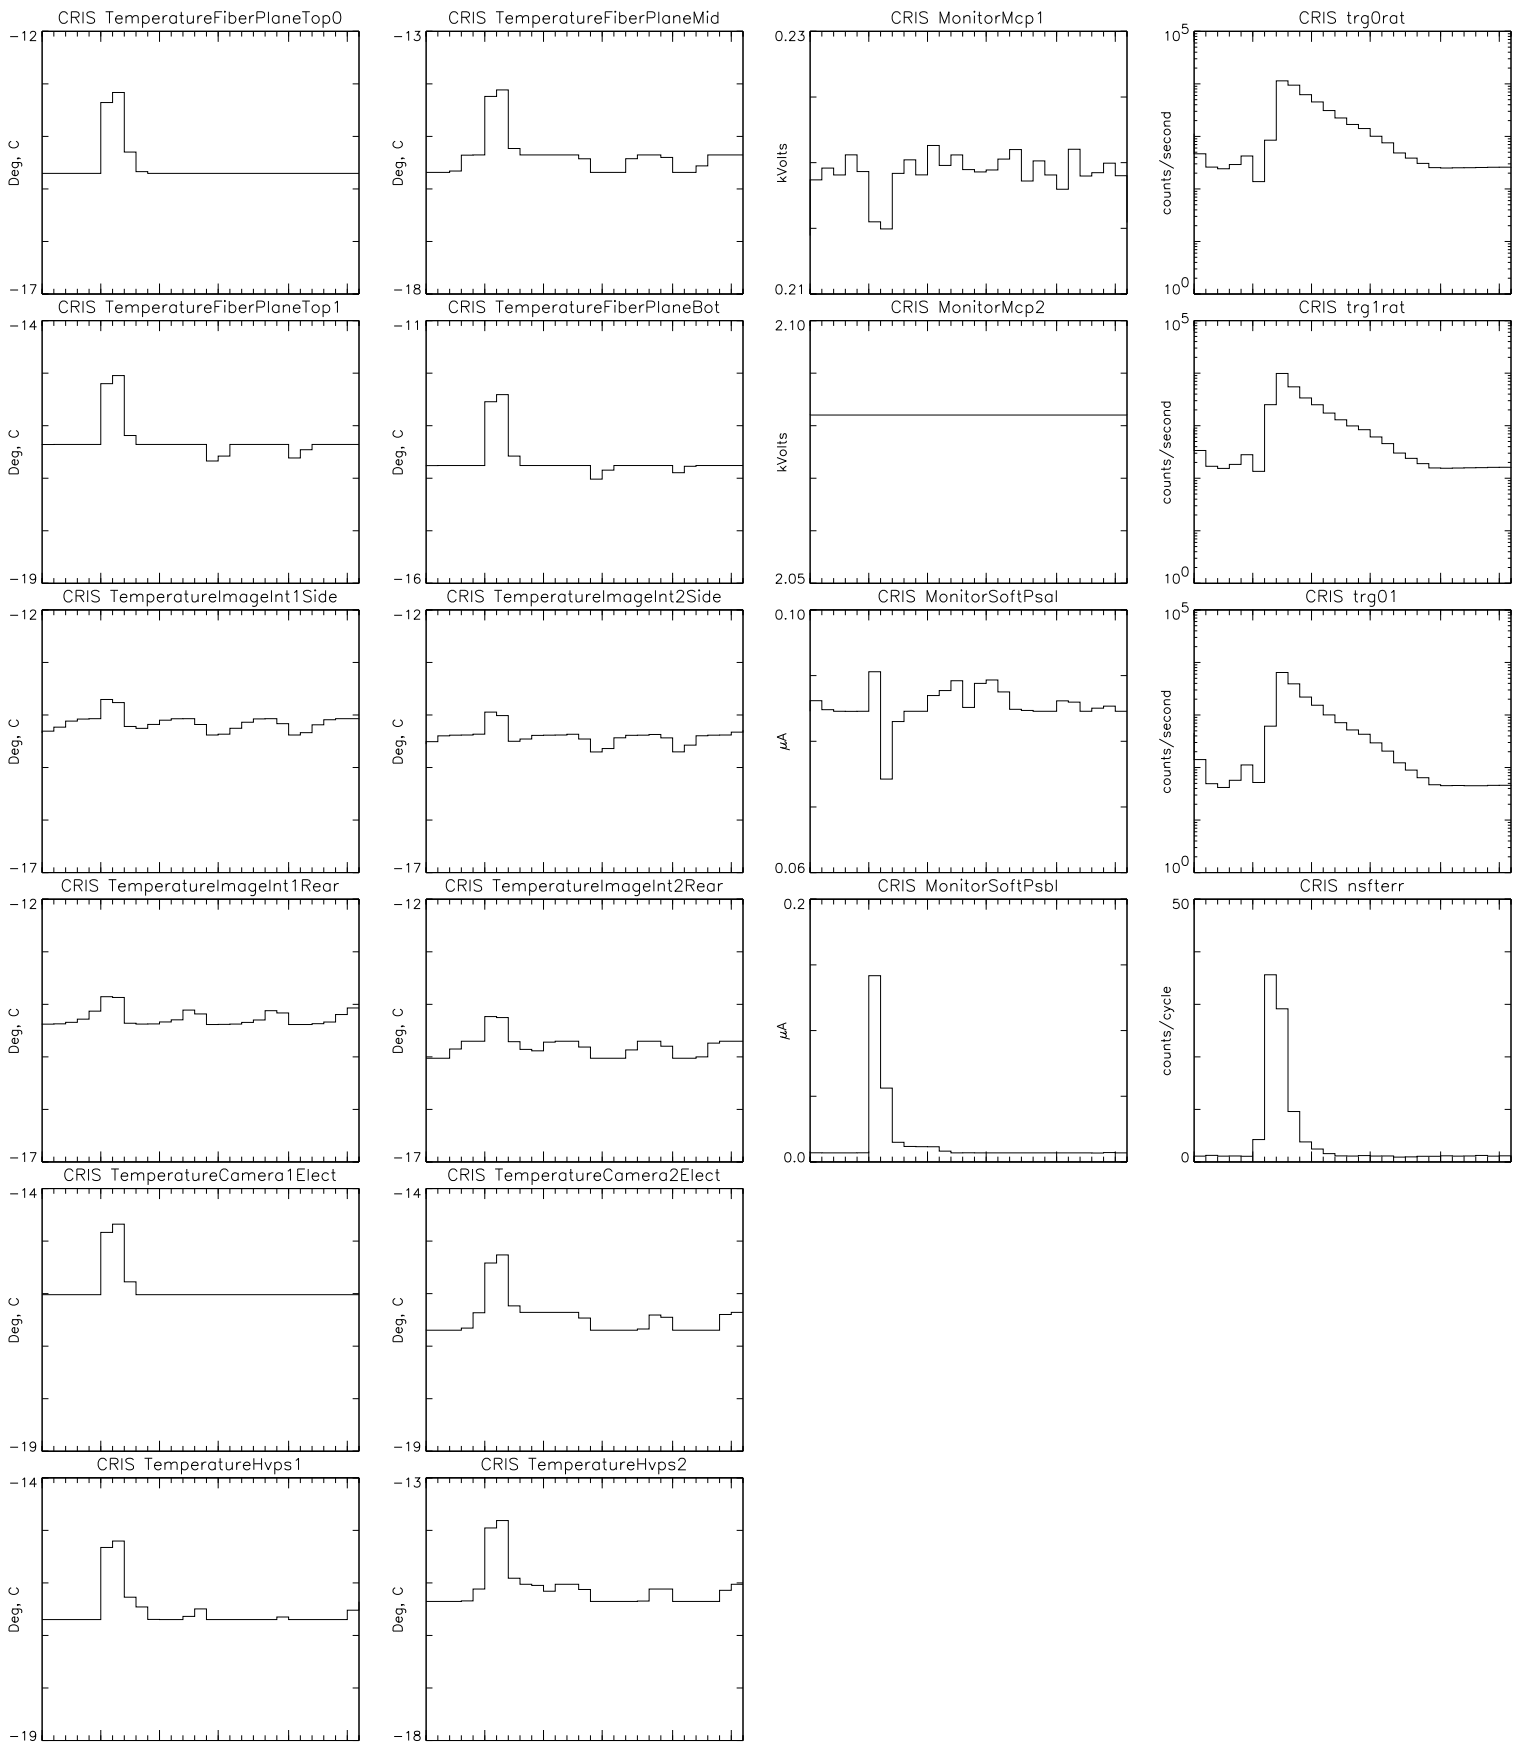 CRIS TemperatureFiberPlaneTop0
-12
Deg, C
-17
CRIS TemperatureFiberPlaneMid
-13
Deg, C
-18
CRIS MonitorMcp1
0.23
kVolts
0.21
CRIS trg0rat
10^5
counts/second
10^0
CRIS TemperatureFiberPlaneTop1
-14
Deg, C
-19
CRIS TemperatureFiberPlaneBot
-11
Deg, C
-16
CRIS MonitorMcp2
2.10
kVolts
2.05
CRIS trg1rat
10^5
counts/second
10^0
CRIS TemperatureImageInt1Side
-12
Deg, C
-17
CRIS TemperatureImageInt2Side
-12
Deg, C
-17
CRIS MonitorSoftPsaI
0.10
μA
0.06
CRIS trg01
10^5
counts/second
10^0
CRIS TemperatureImageInt1Rear
-12
Deg, C
-17
CRIS TemperatureImageInt2Rear
-12
Deg, C
-17
CRIS MonitorSoftPsbI
0.2
μA
0.0
CRIS nsfterr
50
counts/cycle
0
CRIS TemperatureCamera1Elect
-14
Deg, C
-19
CRIS TemperatureCamera2Elect
-14
Deg, C
-19
CRIS TemperatureHvps1
-14
Deg, C
-19
CRIS TemperatureHvps2
-13
Deg, C
-18